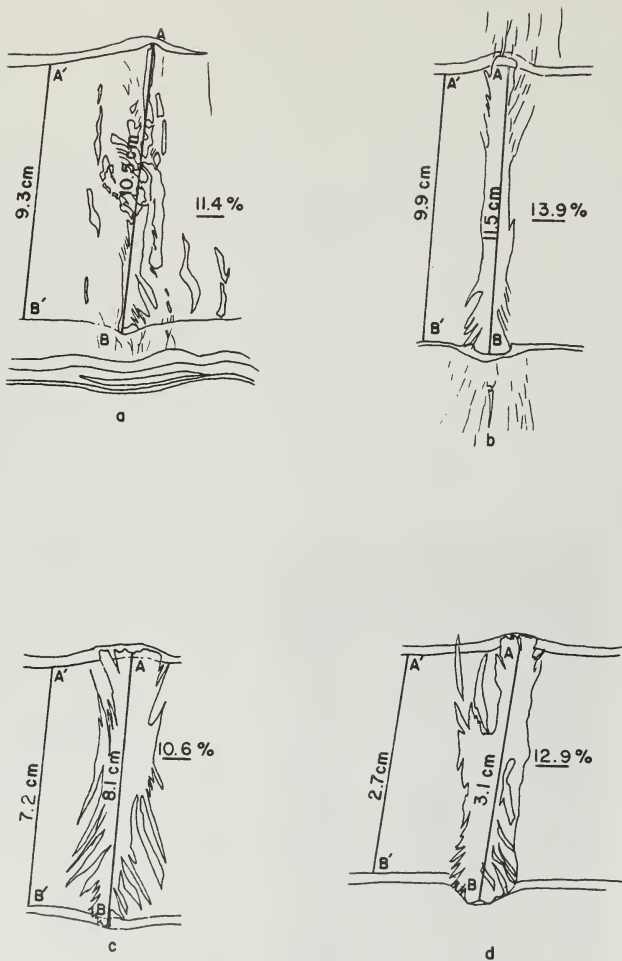 A
A'
9.3 cm
10.5 cm
11.4 %
B'
B
a
A
A'
9.9 cm
11.5 cm
13.9 %
B'
B
b
A
A'
7.2 cm
8.1 cm
10.6 %
B'
B
c
A
A'
2.7 cm
3.1 cm
12.9 %
B'
B
d